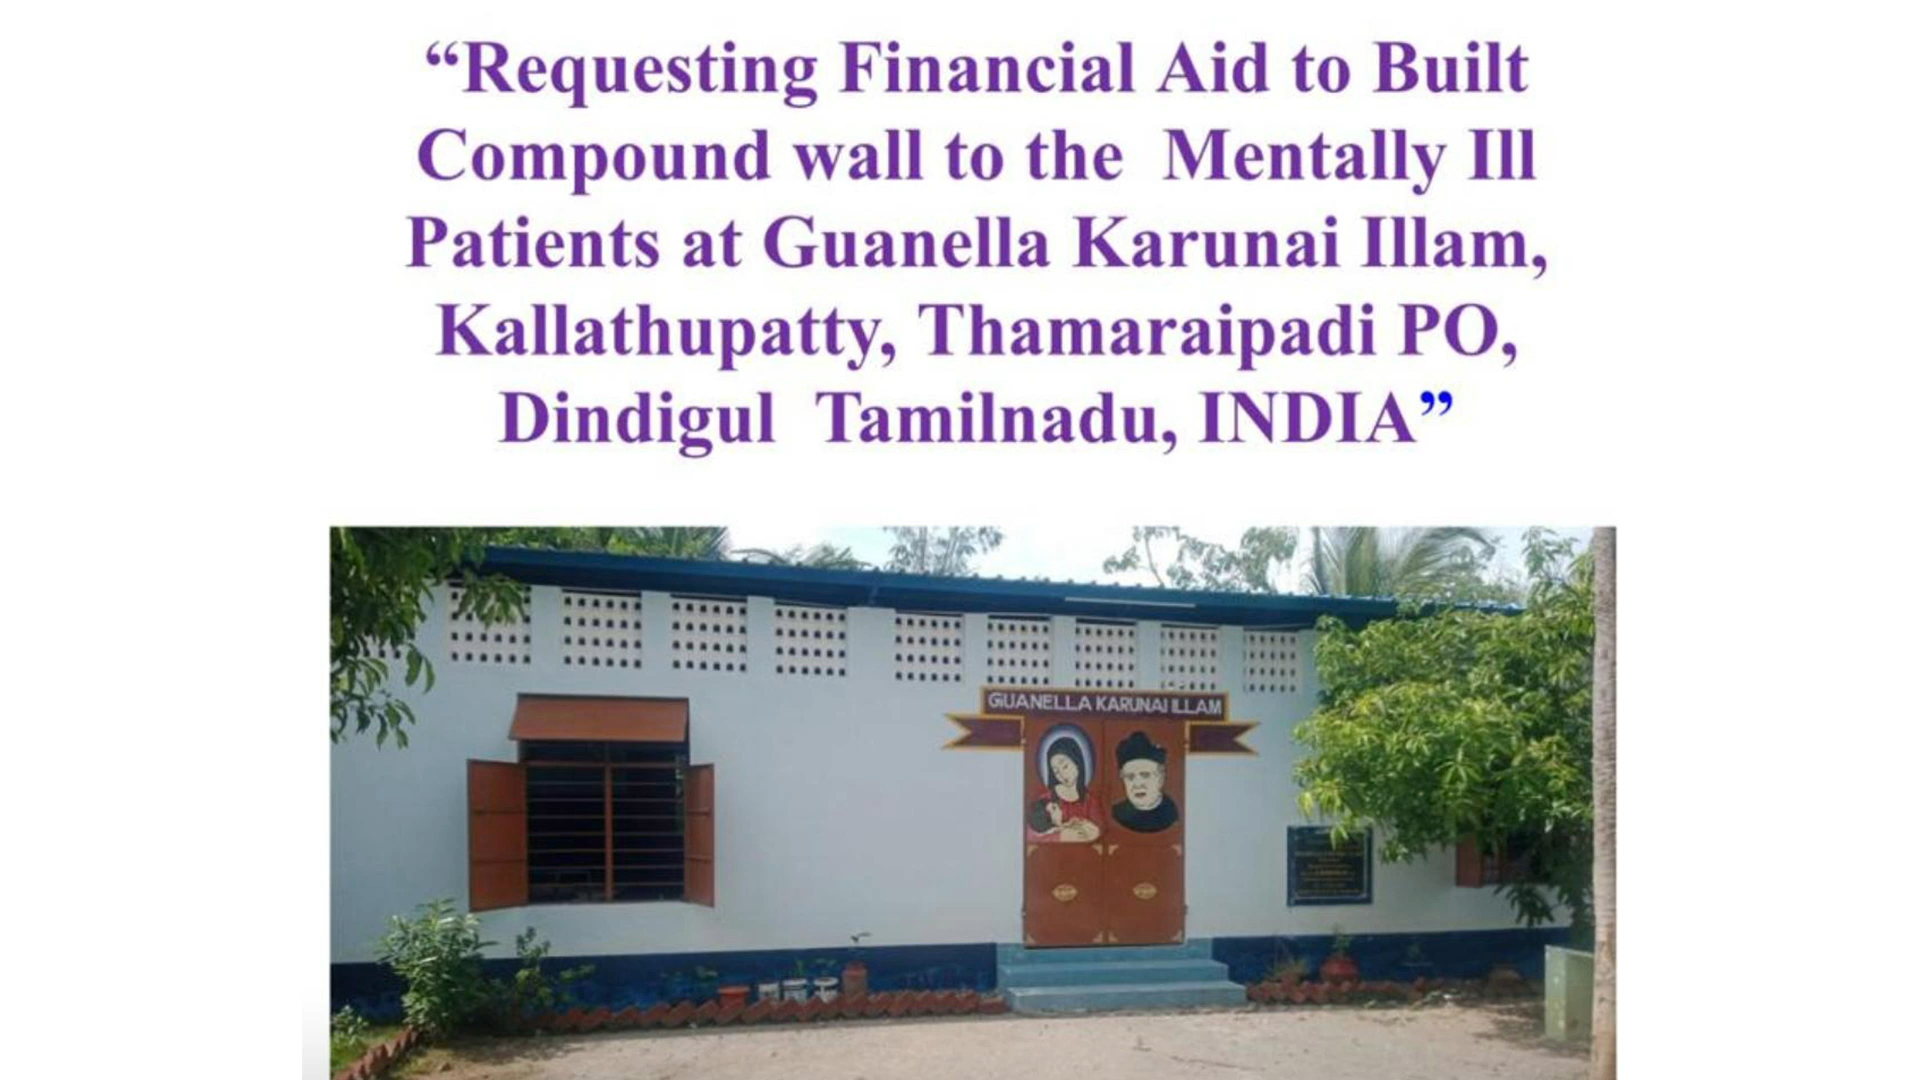 “Requesting Financial Aid to Built
Compound wall to the Mentally Ill
Patients at Guanella Karunai Illam,
Kallathupatty, Thamaraipadi PO,
Dindigul Tamilnadu, INDIA”
GUANELLA KARUNAI ILLAM